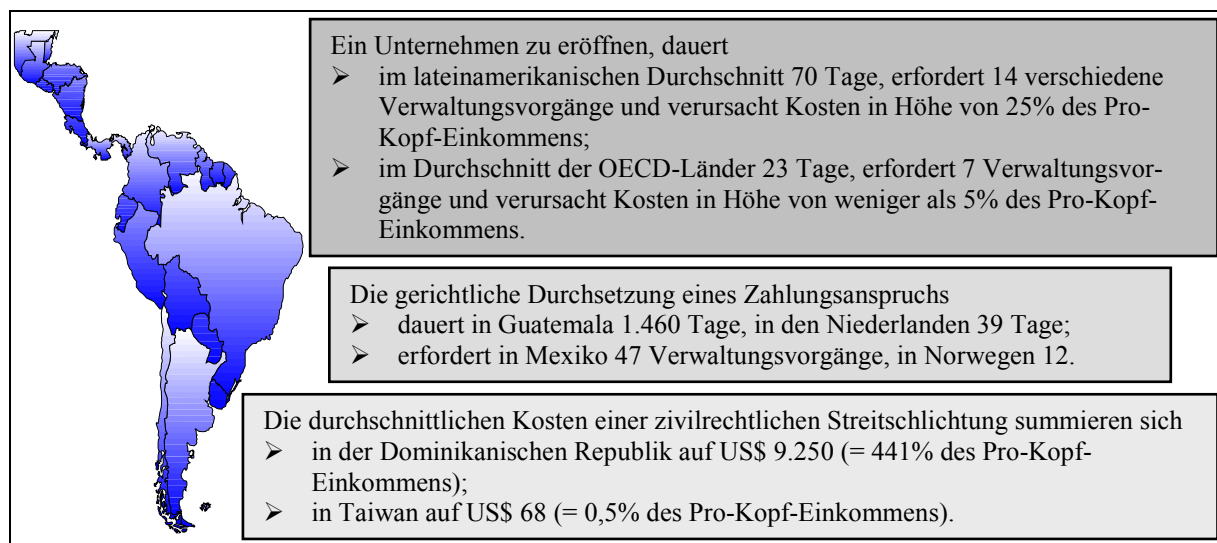 Ein Unternehmen zu eröffnen, dauert
➢ im lateinamerikanischen Durchschnitt 70 Tage, erfordert 14 verschiedene
Verwaltungsvorgänge und verursacht Kosten in Höhe von 25% des Pro-
Kopf-Einkommens;
➢ im Durchschnitt der OECD-Länder 23 Tage, erfordert 7 Verwaltungsvor-
gänge und verursacht Kosten in Höhe von weniger als 5% des Pro-Kopf-
Einkommens.
Die gerichtliche Durchsetzung eines Zahlungsanspruchs
➢ dauert in Guatemala 1.460 Tage, in den Niederlanden 39 Tage;
➢ erfordert in Mexiko 47 Verwaltungsvorgänge, in Norwegen 12.
Die durchschnittlichen Kosten einer zivilrechtlichen Streitschlichtung summieren sich
➢ in der Dominikanischen Republik auf US$ 9.250 (= 441% des Pro-Kopf-
Einkommens);
➢ in Taiwan auf US$ 68 (= 0,5% des Pro-Kopf-Einkommens).